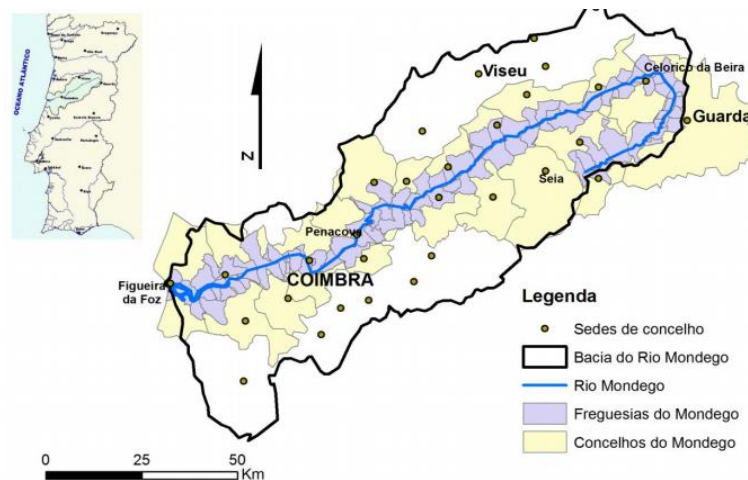 OCEANO ATLÂNTICO
N
Viseu
Celorico da Beira
Guarda
Seia
Penacova
COIMBRA
Figueira
da Foz
Legenda
Sedes de concelho
Bacia do Rio Mondego
Rio Mondego
Freguesias do Mondego
Concelhos do Mondego
0 25 50
Km